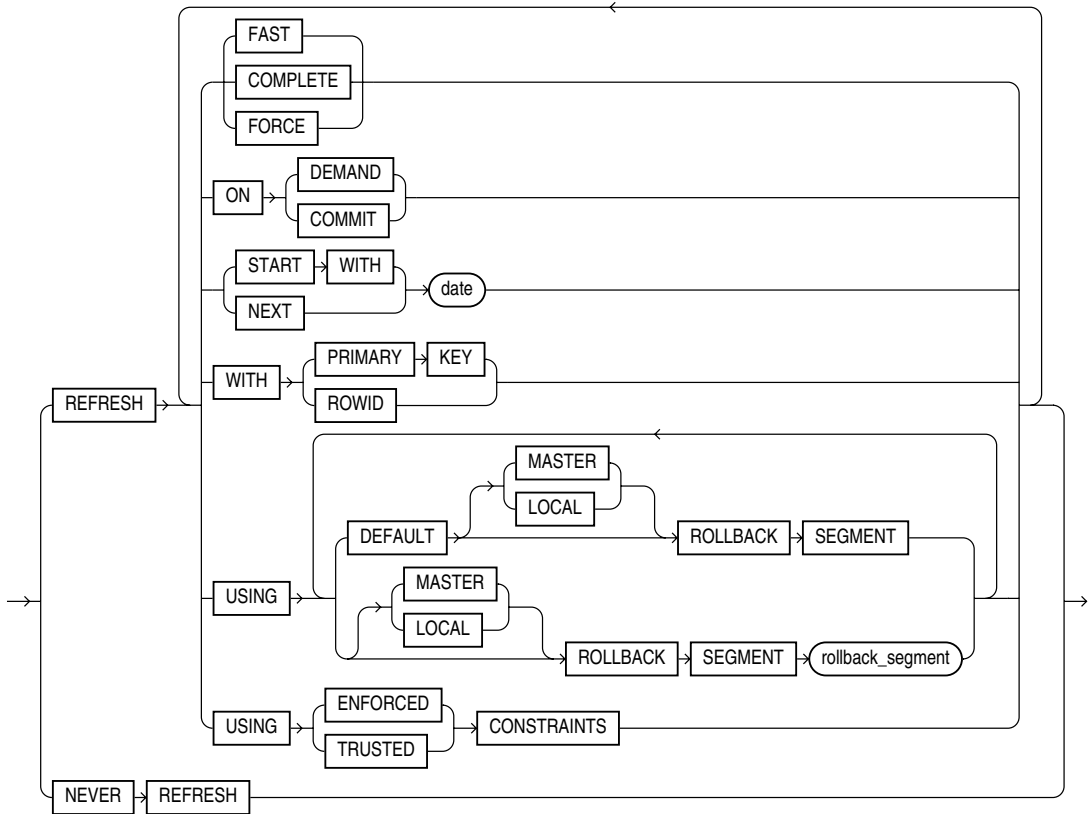 FAST
COMPLETE
FORCE
ON
DEMAND
COMMIT
START WITH
NEXT
date
WITH
PRIMARY KEY
ROWID
REFRESH
USING
DEFAULT
MASTER
LOCAL
ROLLBACK SEGMENT
MASTER
LOCAL
ROLLBACK SEGMENT rollback_segment
USING
ENFORCED
TRUSTED
CONSTRAINTS
NEVER REFRESH